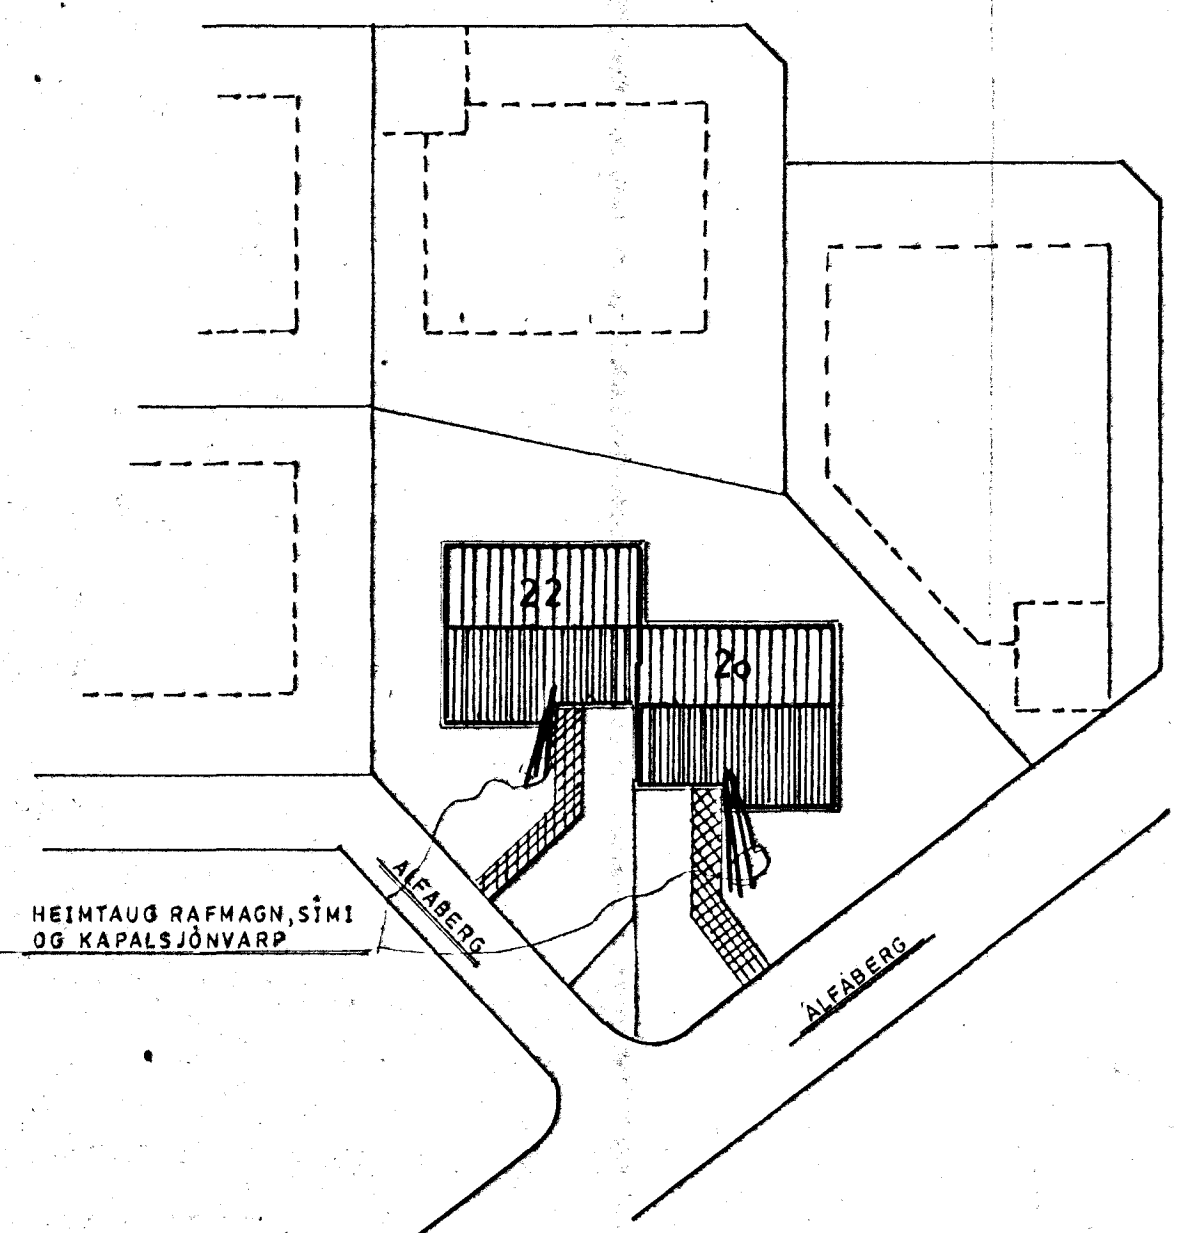 22
20
HEIMTAUG RAFMAGN, SÍMI
OG KAPALSJÓNVARP
ÁLFABERG
ÁLFABERG